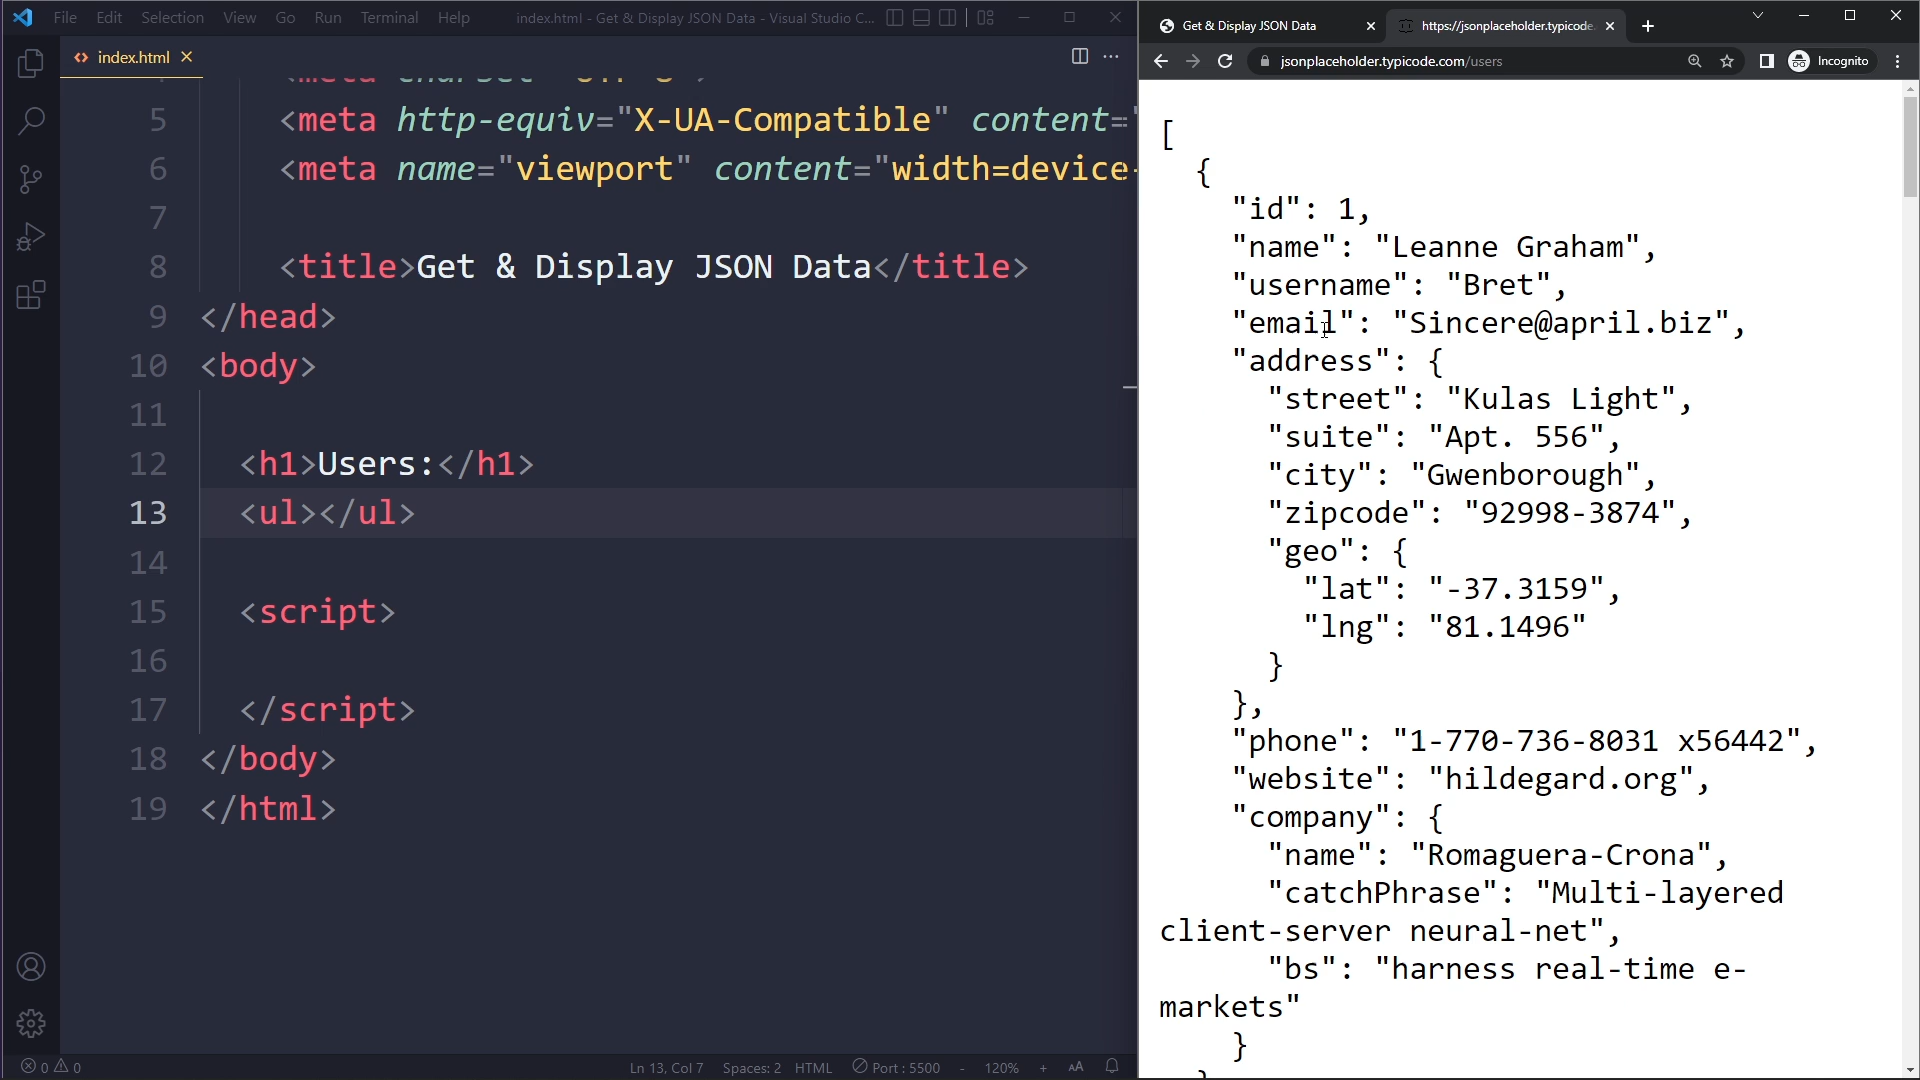 File Edit Selection View Go Run Terminal Help index.html - Get & Display JSON Data - Visual Studio C...
index.html
5 <meta http-equiv="X-UA-Compatible" content="
6 <meta name="viewport" content="width=device-
7
8 <title>Get & Display JSON Data</title>
9 </head>
10 <body>
11
12 <h1>Users:</h1>
13 <ul></ul>
14
15 <script>
16
17 </script>
18 </body>
19 </html>
0 0 Ln 13, Col 7 Spaces: 2 HTML Port : 5500 - 120% + AA
Get & Display JSON Data https://jsonplaceholder.typicode.
jsonplaceholder.typicode.com/users Incognito
[
{
"id": 1,
"name": "Leanne Graham",
"username": "Bret",
"email": "Sincere@april.biz",
"address": {
"street": "Kulas Light",
"suite": "Apt. 556",
"city": "Gwenborough",
"zipcode": "92998-3874",
"geo": {
"lat": "-37.3159",
"lng": "81.1496"
}
},
"phone": "1-770-736-8031 x56442",
"website": "hildegard.org",
"company": {
"name": "Romaguera-Crona",
"catchPhrase": "Multi-layered
client-server neural-net",
"bs": "harness real-time e-
markets"
}